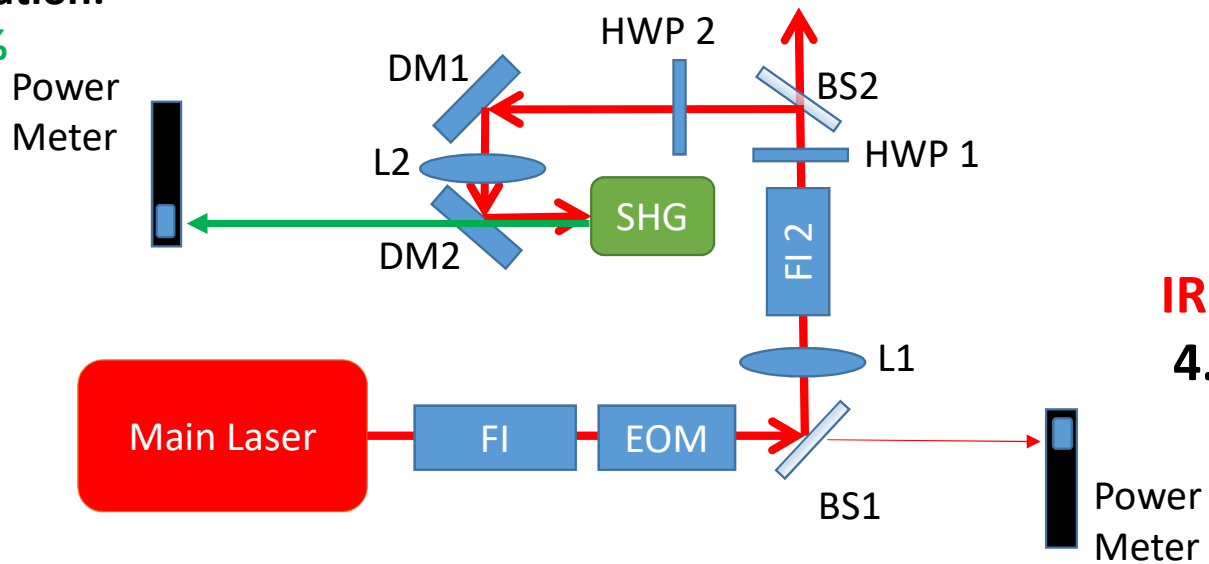 %
Power
Meter
DM1
HWP 2
BS2
HWP 1
L2
SHG
DM2
FI 2
IR
L1
4.
Main Laser
FI
EOM
BS1
Power
Meter